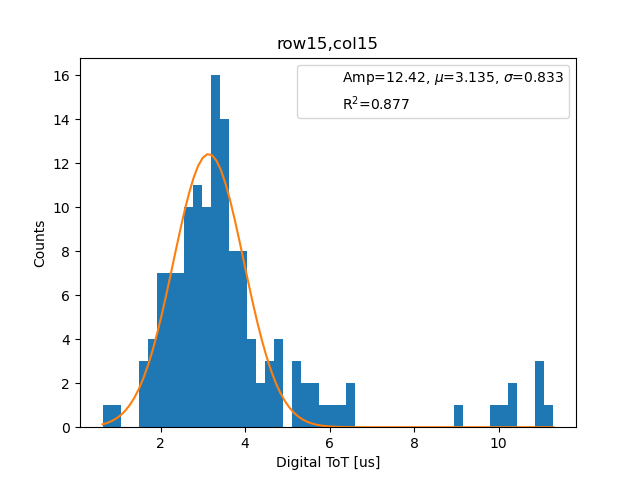 row15,col15
Amp=12.42, μ=3.135, σ=0.833
R²=0.877
16
14
12
10
8
6
4
2
0
Counts
2 4 6 8 10
Digital ToT [us]